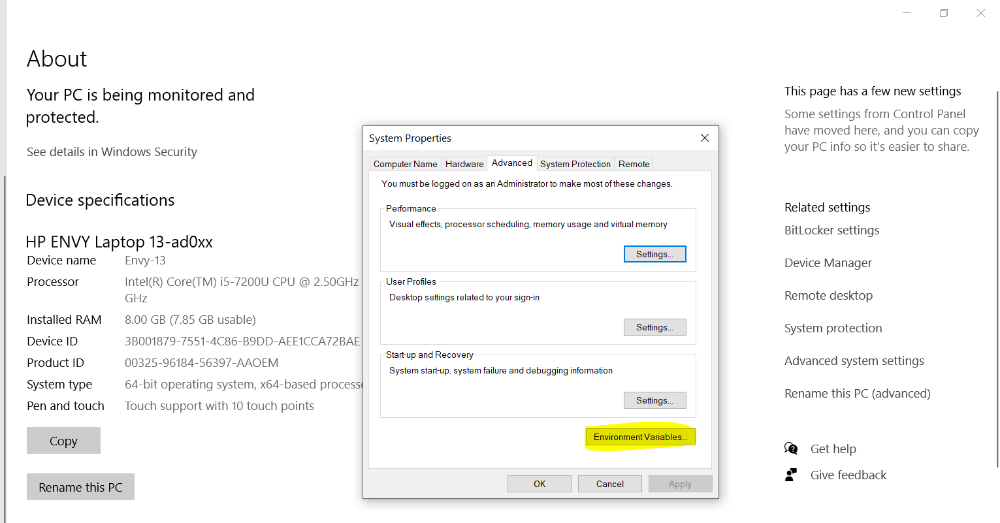 About
Your PC is being monitored and
protected.
See details in Windows Security
Device specifications
HP ENVY Laptop 13-ad0xx
Device name Envy-13
Processor Intel(R) Core(TM) i5-7200U CPU @ 2.50GHz
GHz
Installed RAM 8.00 GB (7.85 GB usable)
Device ID 3B001879-7551-4C86-B9DD-AEE1CCA72BAE
Product ID 00325-96184-56397-AAOEM
System type 64-bit operating system, x64-based
Pen and touch Touch support with 10 touch points
Copy
Rename this PC
System Properties
Computer Name Hardware Advanced System Protection Remote
You must be logged on as an Administrator to make most of these changes.
Performance
Visual effects, processor scheduling, memory usage and virtual memory
Settings...
User Profiles
Desktop settings related to your sign-in
Settings...
Start-up and Recovery
System start-up, system failure and debugging information
Settings...
Environment Variables...
OK Cancel Apply
This page has a few new settings
Some settings from Control Panel
have moved here, and you can copy
your PC info so it's easier to share.
Related settings
BitLocker settings
Device Manager
Remote desktop
System protection
Advanced system settings
Rename this PC (advanced)
Get help
Give feedback